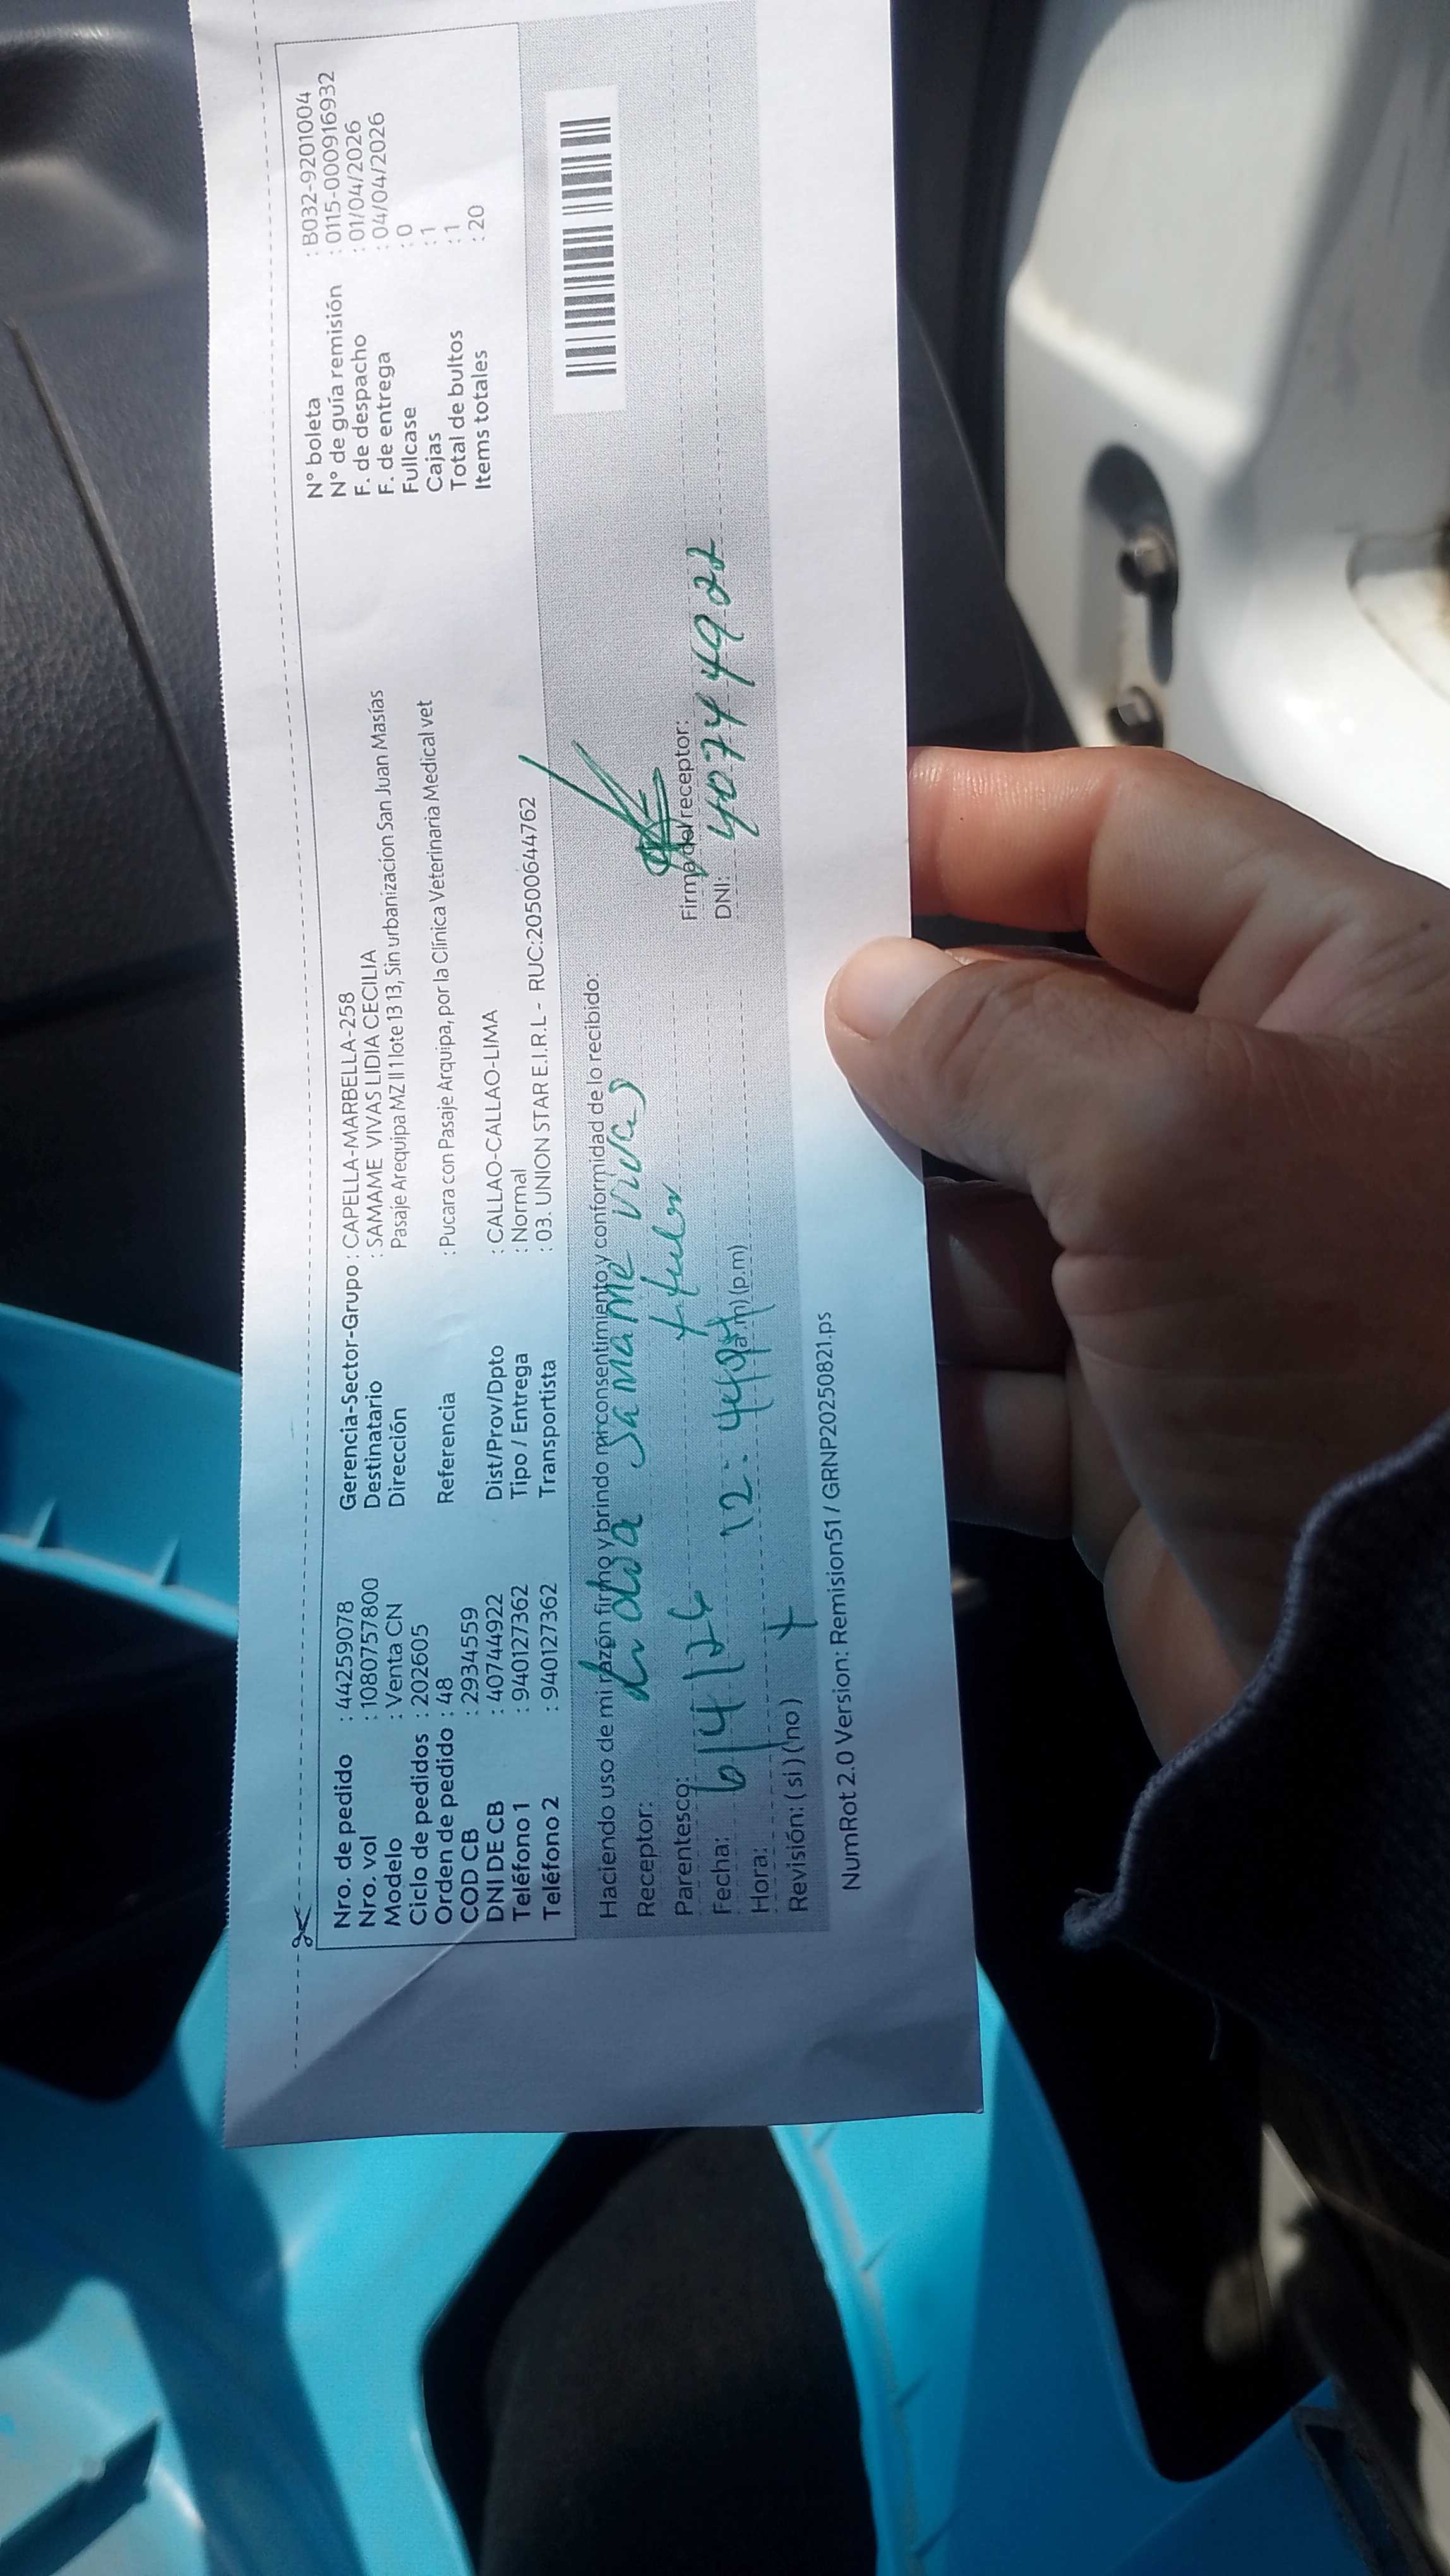 Nro. de pedido : 44259078
Nro. vol : 1080757800
Modelo : Venta CN
Ciclo de pedidos : 202605
Orden de pedido : 48
COD CB : 2934559
DNI DE CB : 40744922
Teléfono 1 : 940127362
Teléfono 2 : 940127362
Gerencia-Sector-Grupo : CAPELLA-MARBELLA-258
Destinatario : SAMAME VIVAS LIDIA CECILIA
Dirección Pasaje Arequipa MZ ll 1 lote 13 13, Sin urbanizacion San Juan Masías
Referencia : Pucara con Pasaje Arquipa, por la Clínica Veterinaria Medical vet
Dist/Prov/Dpto : CALLAO-CALLAO-LIMA
Tipo / Entrega : Normal
Transportista : 03. UNION STAR E.I.R.L - RUC:20500644762
N° boleta : B032-9201004
N° de guía remisión : 0115-000916932
F. de despacho : 01/04/2026
F. de entrega : 04/04/2026
Fullcase : 0
Cajas : 1
Total de bultos : 1
Items totales : 20
Haciendo uso de mi razón firmo y brindo mi consentimiento y conformidad de lo recibido:
Receptor: Lidia Samame Vivas
Parentesco: titular
Firma del receptor:
Fecha: 6/4/26
DNI: 40744922
Hora: 12:44 (a.m) (p.m)
Revisión: ( si ) ( no )
NumRot 2.0 Version: Remision51 / GRNP20250821.ps